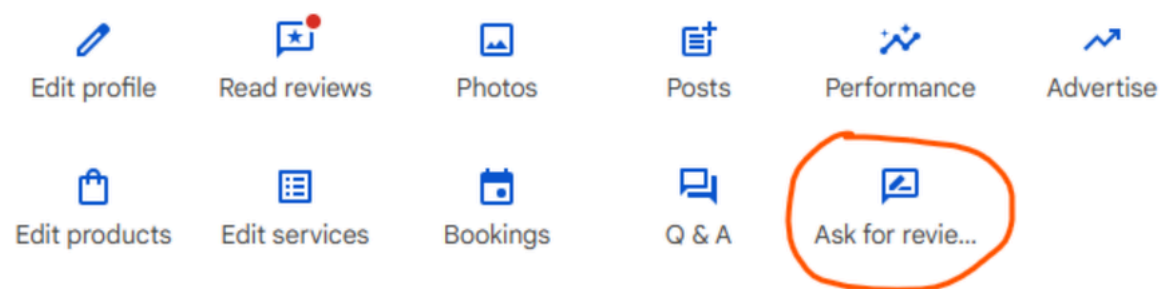 Edit profile Read reviews Photos Posts Performance Advertise
Edit products Edit services Bookings Q & A Ask for revie...